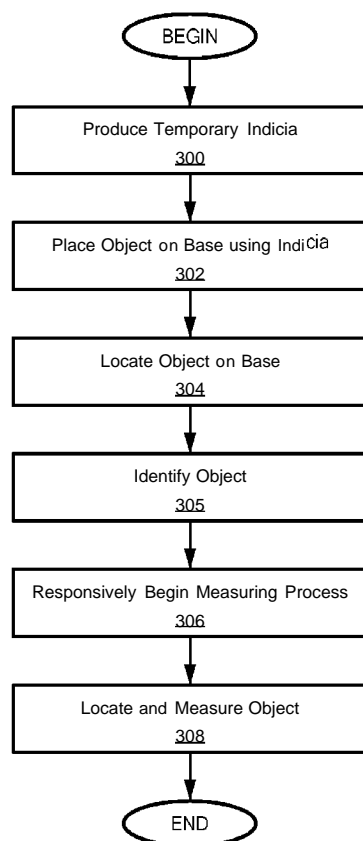 BEGIN
Produce Temporary Indicia
300
Place Object on Base using Indicia
302
Locate Object on Base
304
Identify Object
305
Responsively Begin Measuring Process
306
Locate and Measure Object
308
END